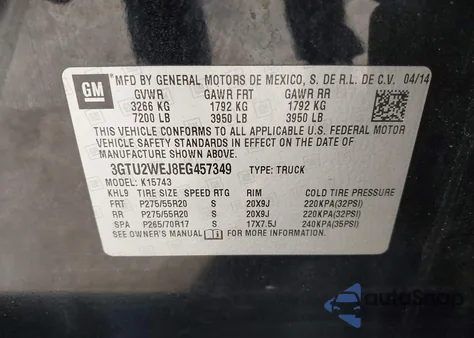 GM
MFD BY GENERAL MOTORS DE MEXICO, S. DE R.L. DE C.V. 04/14
GVWR GAWR FRT GAWR RR
3266 KG 1792 KG 1792 KG
7200 LB 3950 LB 3950 LB
THIS VEHICLE CONFORMS TO ALL APPLICABLE U.S. FEDERAL MOTOR
VEHICLE SAFETY STANDARDS IN EFFECT ON THE DATE OF
MANUFACTURE SHOWN ABOVE.
3GTU2WEJ8EG457349 TYPE: TRUCK
MODEL: K15743
KHL9 TIRE SIZE SPEED RTG RIM COLD TIRE PRESSURE
FRT P275/55R20 S 20X9J 220KPA(32PSI)
RR P275/55R20 S 20X9J 220KPA(32PSI)
SPA P265/70R17 S 17X7.5J 240KPA(35PSI)
SEE OWNER'S MANUAL FOR ADDITIONAL INFORMATION.
AutoSnap